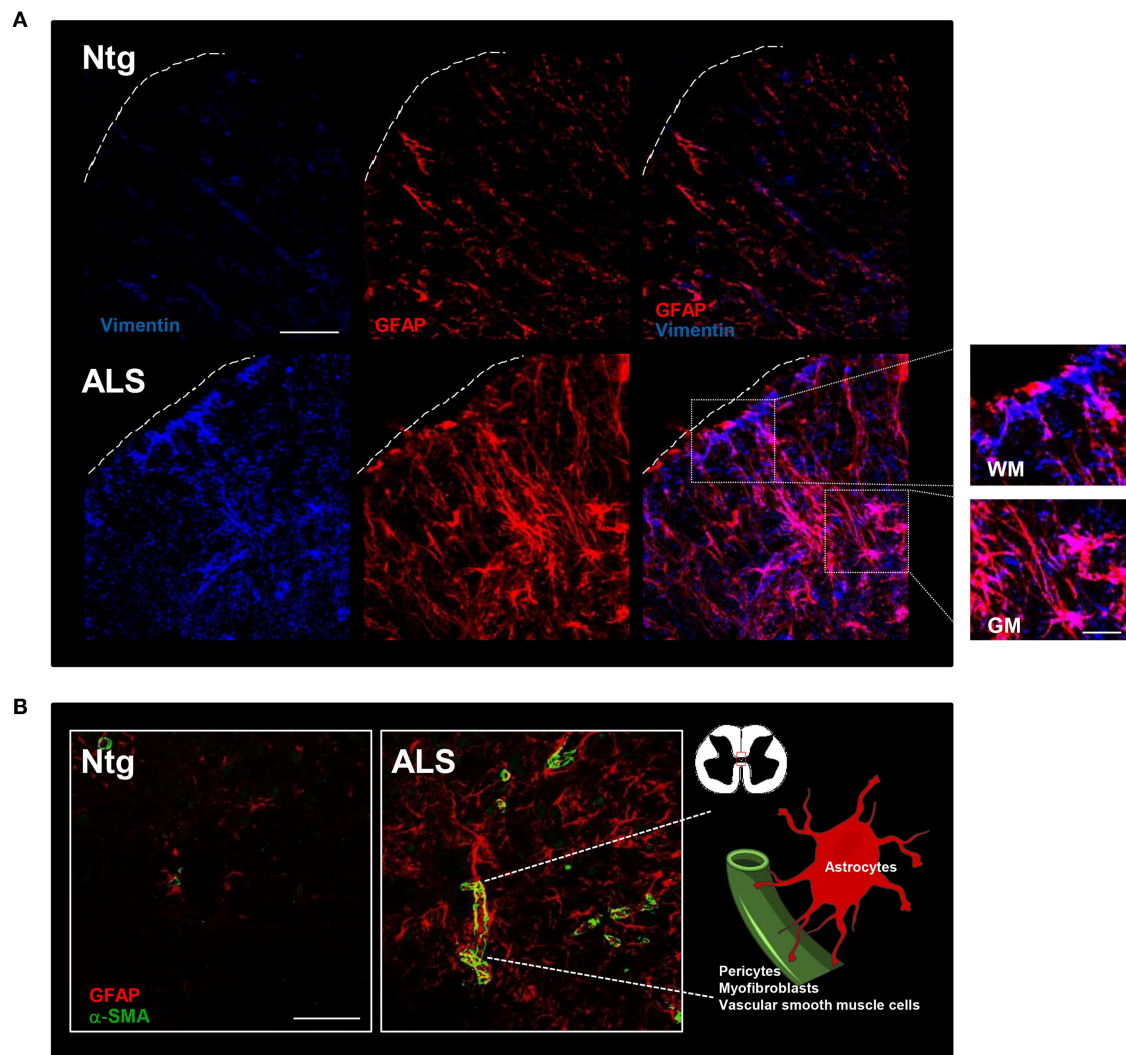 A
Ntg
Vimentin
GFAP
GFAP
Vimentin
ALS
WM
GM
B
Ntg
GFAP
α-SMA
ALS
Astrocytes
Pericytes
Myofibroblasts
Vascular smooth muscle cells